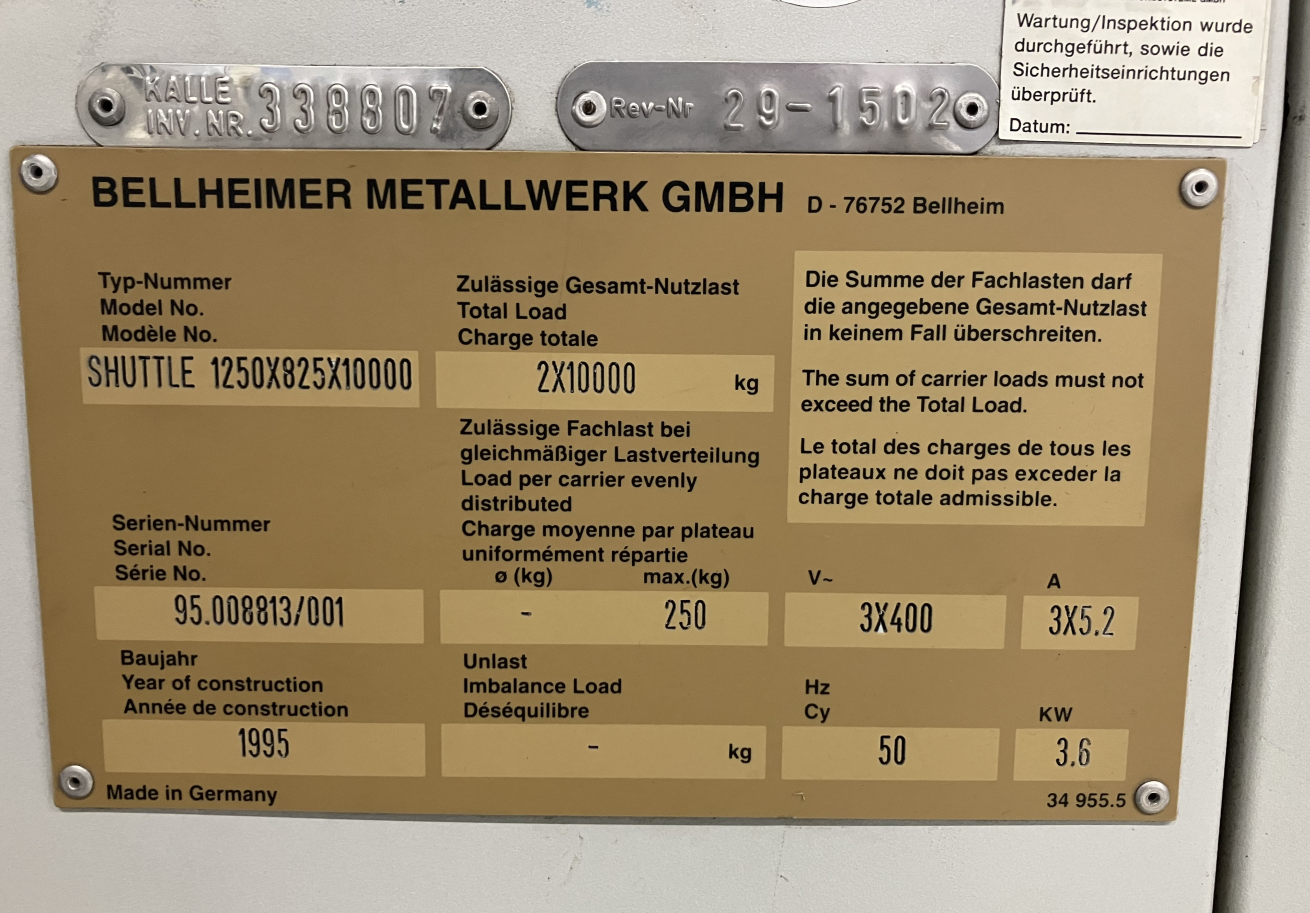 Wartung/Inspektion wurde
durchgeführt, sowie die
Sicherheitseinrichtungen
überprüft.
Datum:
KALLE
INV.NR. 338807
Rev-Nr 29-1502
BELLHEIMER METALLWERK GMBH D - 76752 Bellheim
Typ-Nummer
Model No.
Modèle No.
SHUTTLE 1250X825X10000
Zulässige Gesamt-Nutzlast
Total Load
Charge totale
2X10000 kg
Die Summe der Fachlasten darf
die angegebene Gesamt-Nutzlast
in keinem Fall überschreiten.
The sum of carrier loads must not
exceed the Total Load.
Le total des charges de tous les
plateaux ne doit pas exceder la
charge totale admissible.
Zulässige Fachlast bei
gleichmäßiger Lastverteilung
Load per carrier evenly
distributed
Charge moyenne par plateau
uniformément répartie
ø (kg) max.(kg)
- 250
Serien-Nummer
Serial No.
Série No.
95.008813/001
V~
3X400
A
3X5.2
Baujahr
Year of construction
Année de construction
1995
Unlast
Imbalance Load
Déséquilibre
- kg
Hz
Cy
50
KW
3.6
Made in Germany
34 955.5